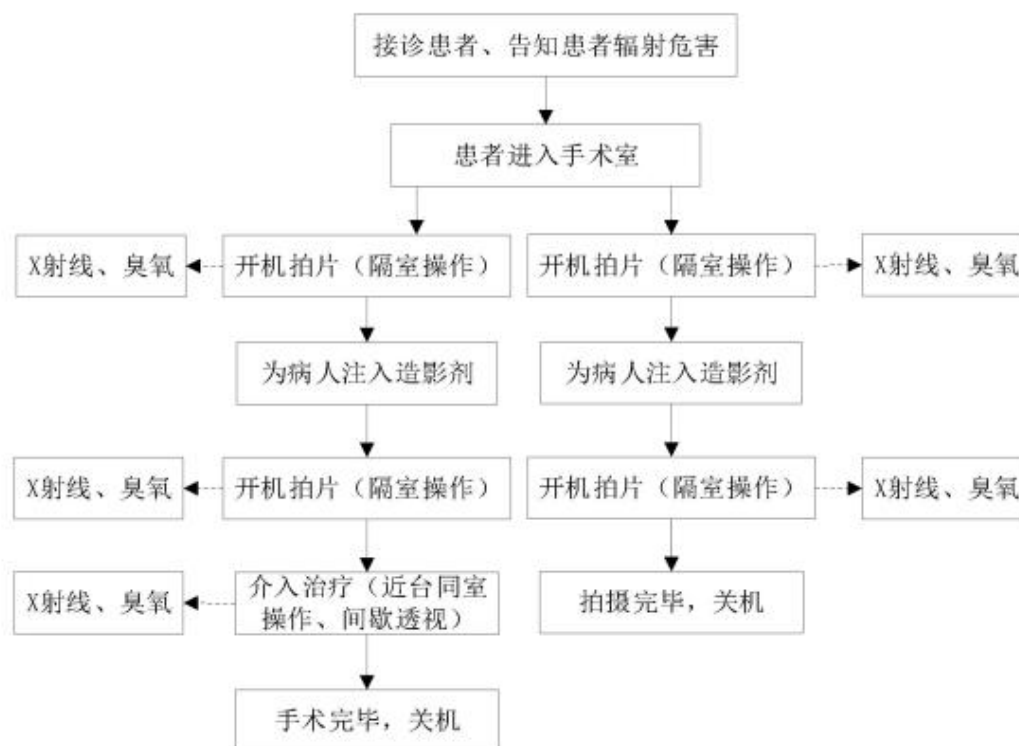 接诊患者、告知患者辐射危害
患者进入手术室
X射线、臭氧
开机拍片（隔室操作）
开机拍片（隔室操作）
X射线、臭氧
为病人注入造影剂
为病人注入造影剂
X射线、臭氧
开机拍片（隔室操作）
开机拍片（隔室操作）
X射线、臭氧
X射线、臭氧
介入治疗（近台同室
操作、间歇透视）
拍摄完毕，关机
手术完毕，关机